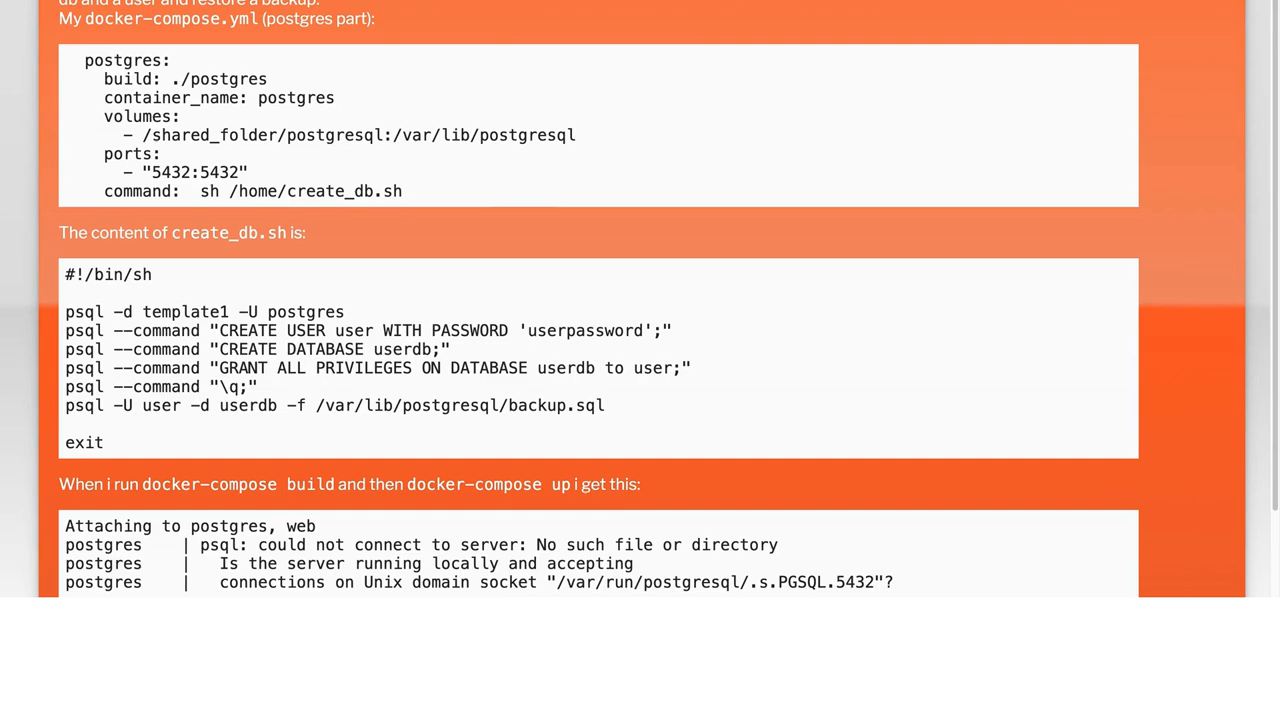 db and a user and restore a backup.
My docker-compose.yml (postgres part):
postgres:
build: ./postgres
container_name: postgres
volumes:
- /shared_folder/postgresql:/var/lib/postgresql
ports:
- "5432:5432"
command:  sh /home/create_db.sh
The content of create_db.sh is:
#!/bin/sh
psql -d template1 -U postgres
psql --command "CREATE USER user WITH PASSWORD 'userpassword';"
psql --command "CREATE DATABASE userdb;"
psql --command "GRANT ALL PRIVILEGES ON DATABASE userdb to user;"
psql --command "\q;"
psql -U user -d userdb -f /var/lib/postgresql/backup.sql
exit
When i run docker-compose build and then docker-compose up i get this:
Attaching to postgres, web
postgres    | psql: could not connect to server: No such file or directory
postgres    |   Is the server running locally and accepting
postgres    |   connections on Unix domain socket "/var/run/postgresql/.s.PGSQL.5432"?